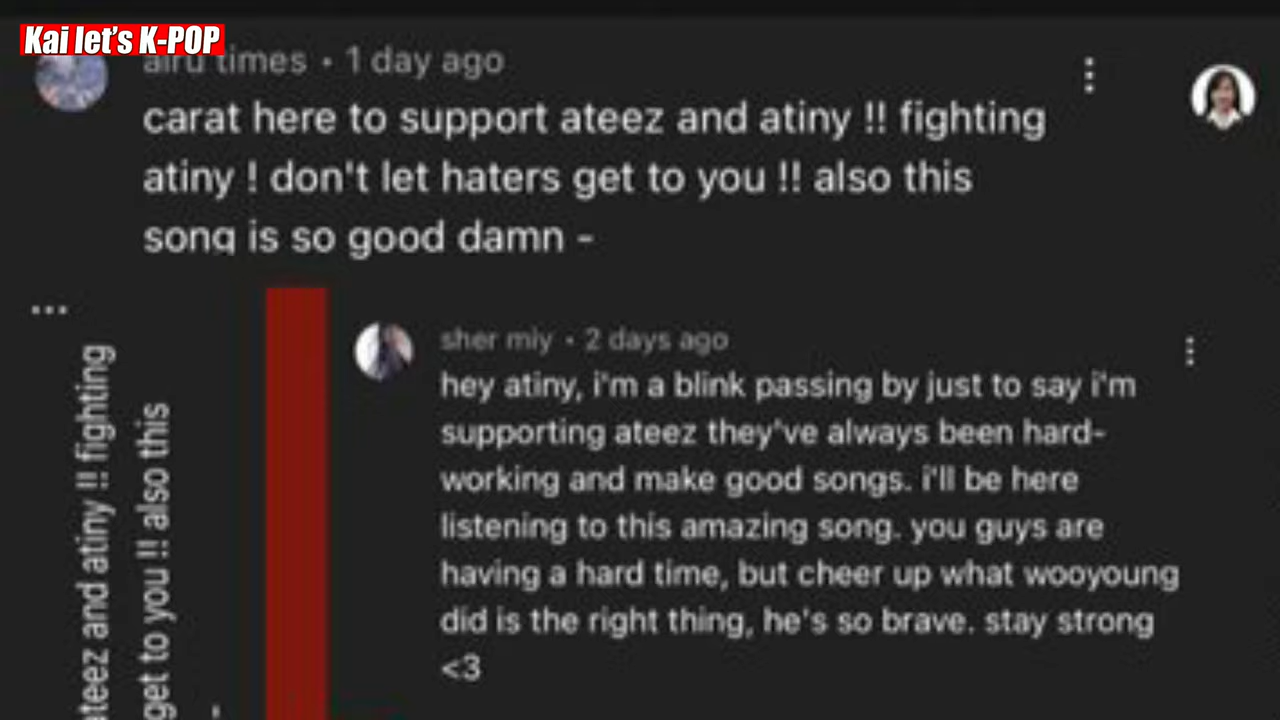 Kai let's K-POP
airu times • 1 day ago
carat here to support ateez and atiny !! fighting
atiny ! don't let haters get to you !! also this
song is so good damn -
ateez and atiny !! fighting
get to you !! also this
sher miy • 2 days ago
hey atiny, i'm a blink passing by just to say i'm
supporting ateez they've always been hard-
working and make good songs. i'll be here
listening to this amazing song. you guys are
having a hard time, but cheer up what wooyoung
did is the right thing, he's so brave. stay strong
<3